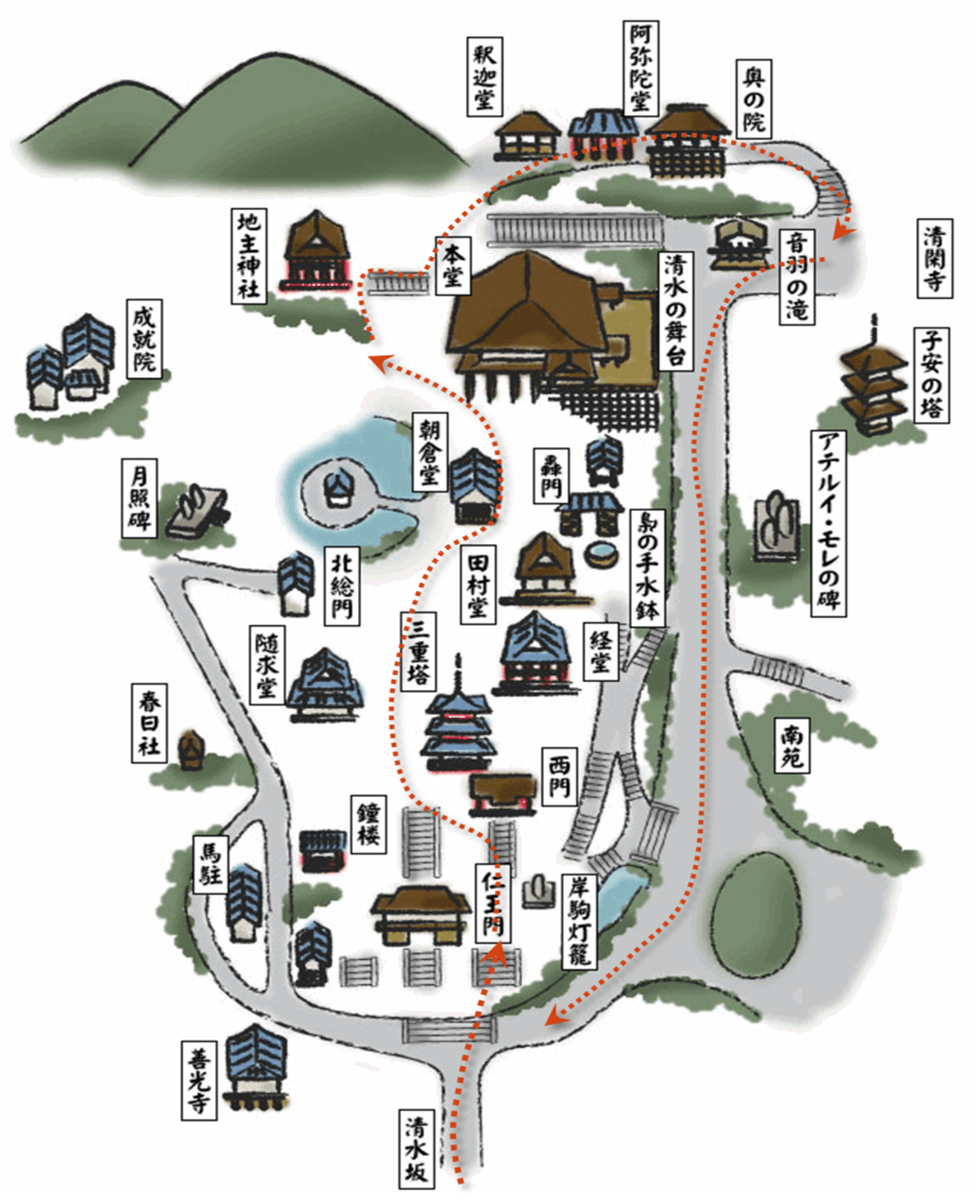 釈迦堂
阿弥陀堂
奥の院
地主神社
本堂
清水の舞台
音羽の滝
清閑寺
成就院
子安の塔
朝倉堂
轟門
アテルイ・モレの碑
月照碑
北総門
田村堂
梟の手水鉢
随求堂
三重塔
経堂
春日社
西門
南苑
鐘楼
馬駐
仁王門
岸駒灯籠
善光寺
清水坂